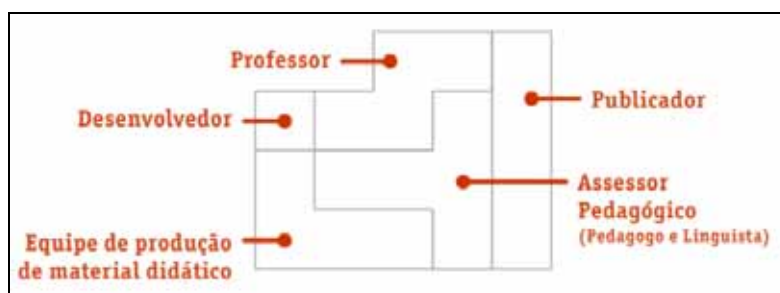 Professor
Desenvolvedor
Publicador
Assessor
Pedagógico
(Pedagogo e Linguista)
Equipe de produção
de material didático